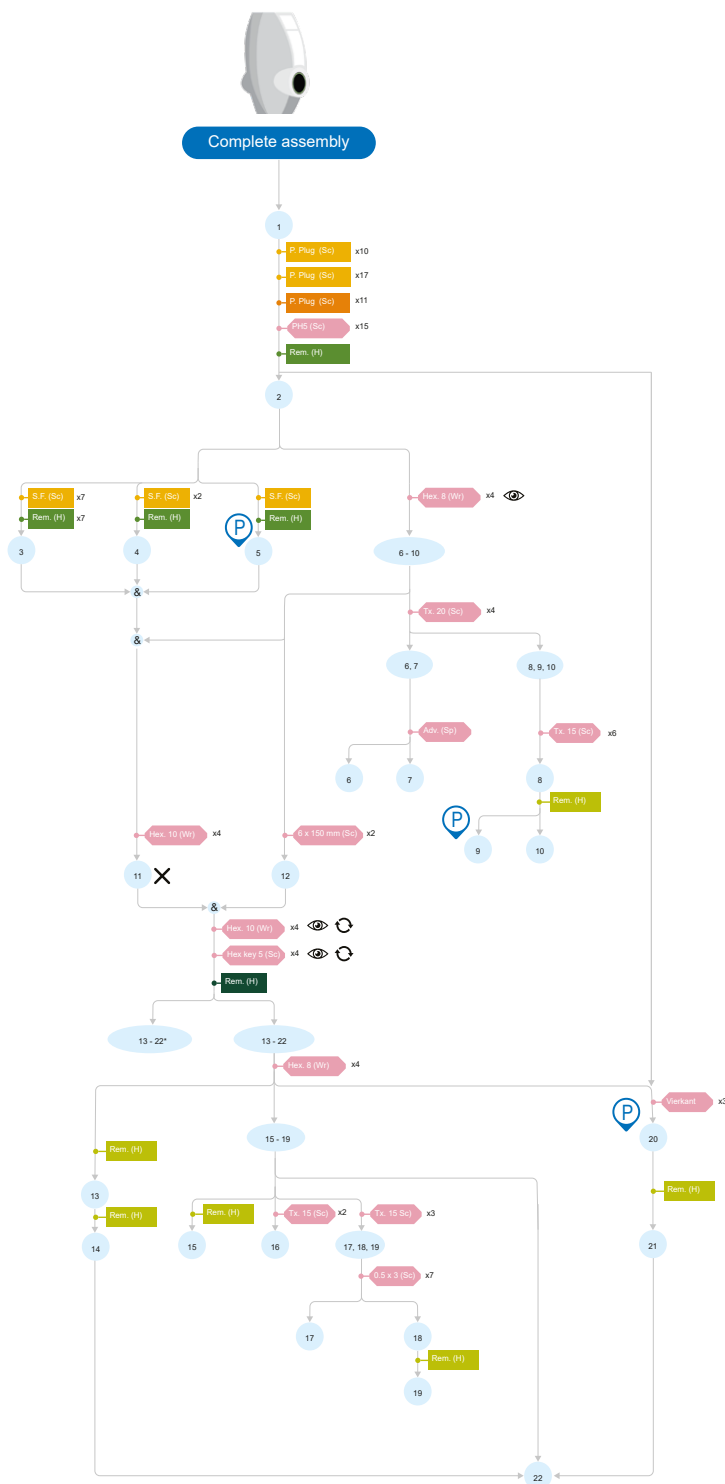 Complete assembly
1
P. Plug (Sc) x10
P. Plug (Sc) x17
P. Plug (Sc) x11
PH5 (Sc) x15
Rem. (H)
2
S.F. (Sc) x7 S.F. (Sc) x2 S.F. (Sc) Hex. 8 (Wr) x4
Rem. (H) x7 Rem. (H) Rem. (H)
P
3 4 5 6 - 10
&
Tx. 20 (Sc) x4
&
6, 7 8, 9, 10
Adv. (Sp) Tx. 15 (Sc) x6
6 7 8
Rem. (H)
P
9 10
Hex. 10 (Wr) x4 6 x 150 mm (Sc) x2
11 12
&
Hex. 10 (Wr) x4
Hex key 5 (Sc) x4
Rem. (H)
13 - 22* 13 - 22
Hex. 8 (Wr) x4
Vierkant x3
P
15 - 19 20
Rem. (H)
13 Rem. (H)
Rem. (H) Rem. (H) Tx. 15 (Sc) x2 Tx. 15 Sc) x3
14 15 16 17, 18, 19 21
0.5 x 3 (Sc) x7
17 18
Rem. (H)
19
22